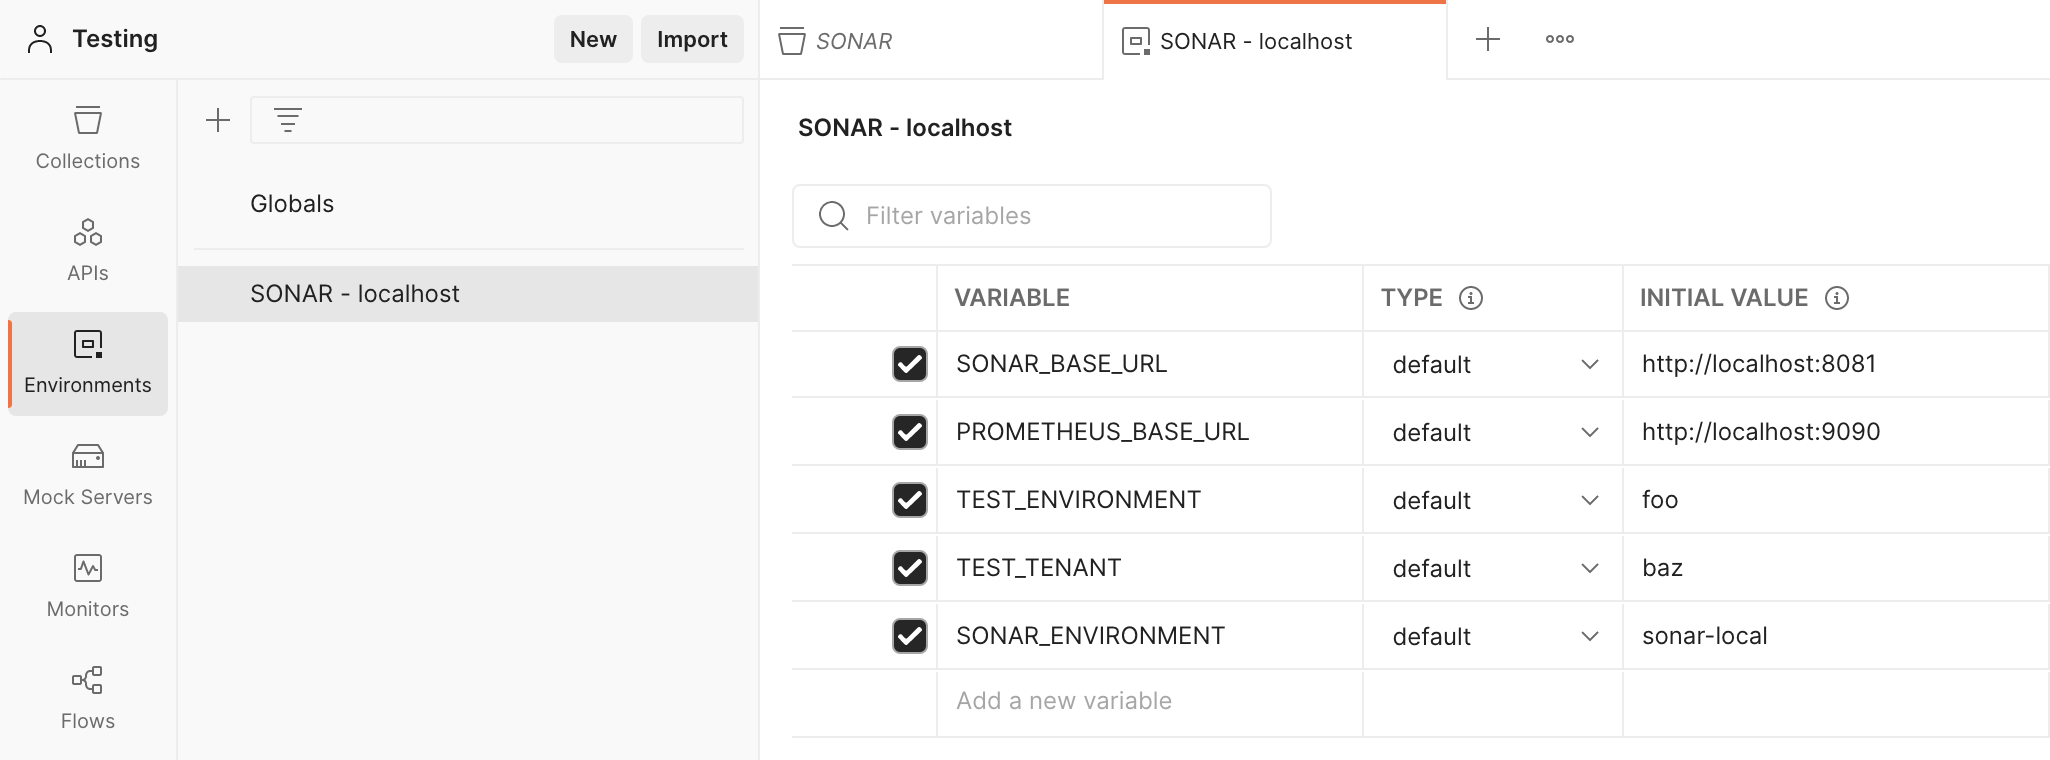 Testing
New
Import
SONAR
SONAR - localhost
Collections
APIs
Environments
Mock Servers
Monitors
Flows
Globals
SONAR - localhost
SONAR - localhost
Filter variables
VARIABLE TYPE INITIAL VALUE
SONAR_BASE_URL default http://localhost:8081
PROMETHEUS_BASE_URL default http://localhost:9090
TEST_ENVIRONMENT default foo
TEST_TENANT default baz
SONAR_ENVIRONMENT default sonar-local
Add a new variable